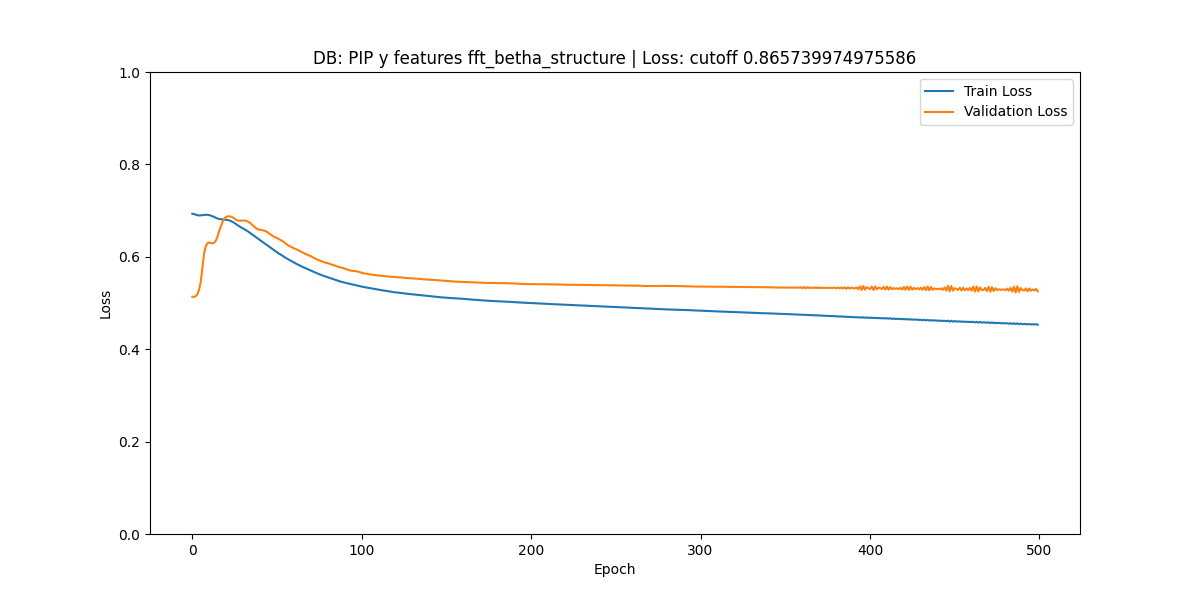 DB: PIP y features fft_betha_structure | Loss: cutoff 0.865739974975586
Train Loss
Validation Loss
1.0
0.8
0.6
0.4
0.2
0.0
Loss
0
100
200
300
400
500
Epoch